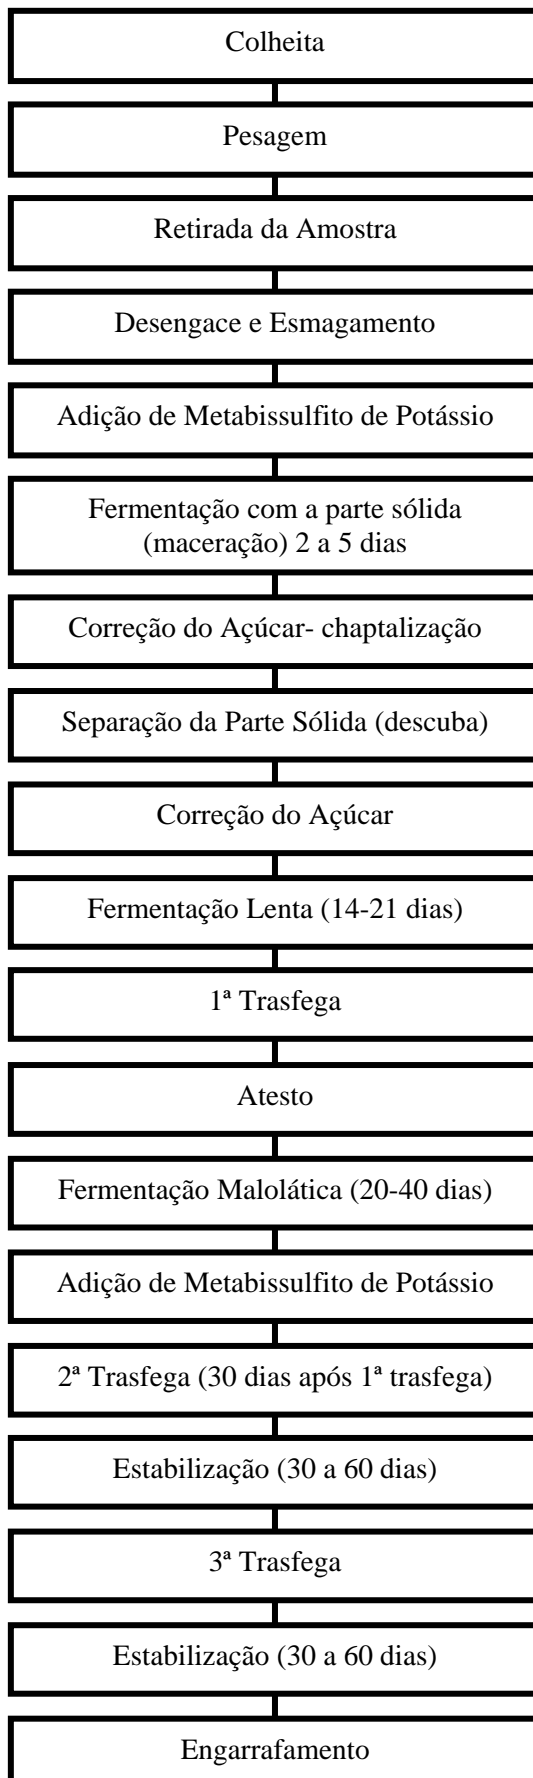 Colheita
Pesagem
Retirada da Amostra
Desengace e Esmagamento
Adição de Metabissulfito de Potássio
Fermentação com a parte sólida
(maceração) 2 a 5 dias
Correção do Açúcar- chaptalização
Separação da Parte Sólida (descuba)
Correção do Açúcar
Fermentação Lenta (14-21 dias)
1ª Trasfega
Atesto
Fermentação Malolática (20-40 dias)
Adição de Metabissulfito de Potássio
2ª Trasfega (30 dias após 1ª trasfega)
Estabilização (30 a 60 dias)
3ª Trasfega
Estabilização (30 a 60 dias)
Engarrafamento